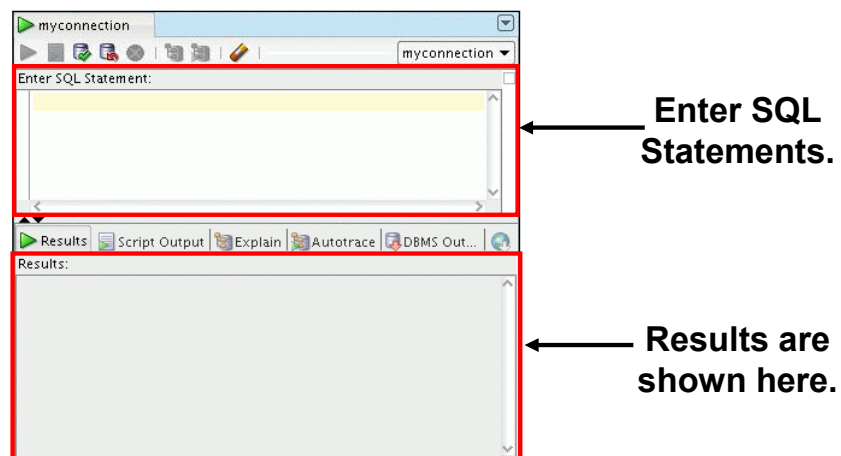 myconnection
myconnection
Enter SQL Statement:
Enter SQL
Statements.
Results Script Output Explain Autotrace DBMS Out...
Results:
Results are
shown here.